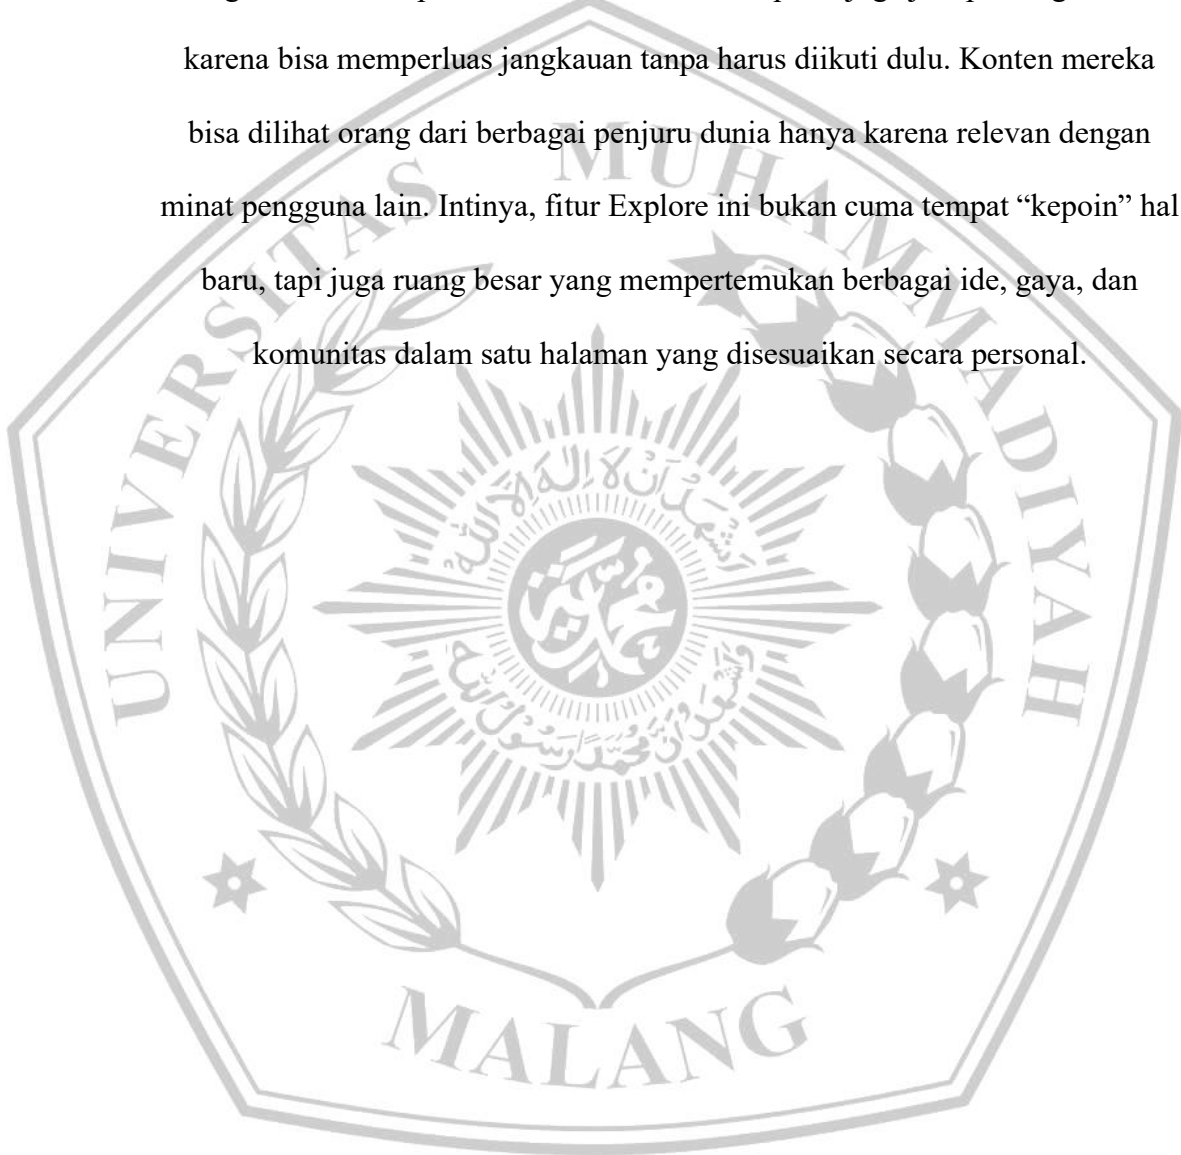 karena bisa memperluas jangkauan tanpa harus diikuti dulu. Konten mereka
bisa dilihat orang dari berbagai penjuru dunia hanya karena relevan dengan
minat pengguna lain. Intinya, fitur Explore ini bukan cuma tempat “kepoin” hal
baru, tapi juga ruang besar yang mempertemukan berbagai ide, gaya, dan
komunitas dalam satu halaman yang disesuaikan secara personal.
UNIVERSITAS MUHAMMADIYAH
MALANG